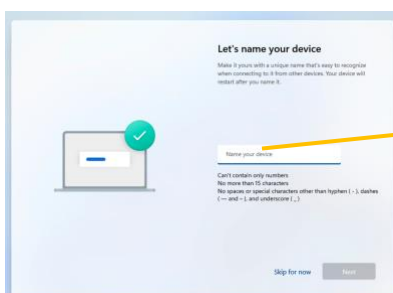 Let's name your device
Make it yours with a unique name that's easy to recognize
when connecting to it from other devices. Your device will
restart after you name it.
Name your device
Can't contain only numbers
No more than 15 characters
No spaces or special characters other than hyphen ( - ), dashes
( — and – ), and underscore ( _ )
Skip for now
Next